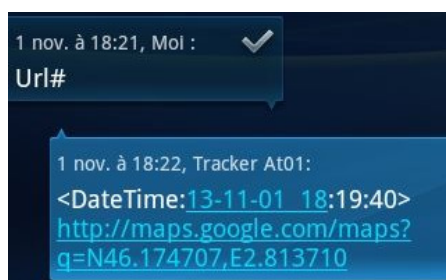 1 nov. à 18:21, Moi :
Url#
1 nov. à 18:22, Tracker At01:
<DateTime:13-11-01 18:19:40>
http://maps.google.com/maps?
q=N46.174707,E2.813710